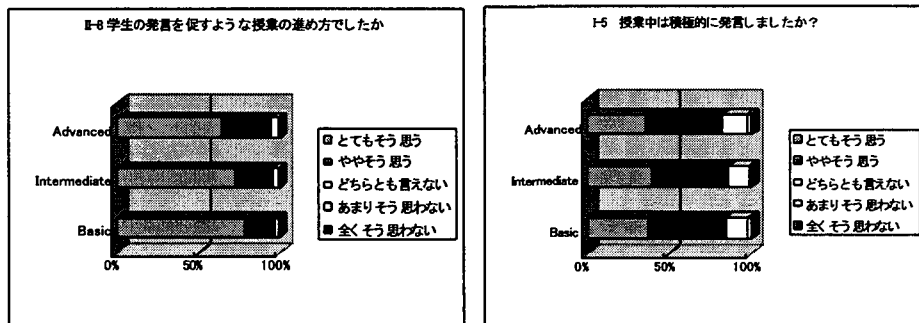 II-6 学生の発言を促すような授業の進め方でしたか
Advanced
Intermediate
Basic
0% 50% 100%
とてもそう思う
ややそう思う
どちらとも言えない
あまりそう思わない
全くそう思わない
I-5 授業中は積極的に発言しましたか？
Advanced
Intermediate
Basic
0% 50% 100%
とてもそう思う
ややそう思う
どちらとも言えない
あまりそう思わない
全くそう思わない